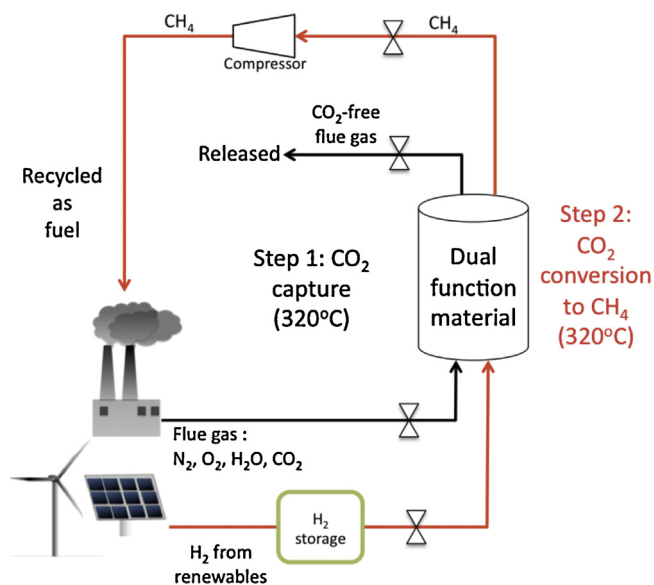 CH₄
CH₄
Compressor
CO₂-free
flue gas
Released
Recycled
as
fuel
Step 1: CO₂
capture
(320°C)
Dual
function
material
Step 2:
CO₂
conversion
to CH₄
(320°C)
Flue gas :
N₂, O₂, H₂O, CO₂
H₂
storage
H₂ from
renewables